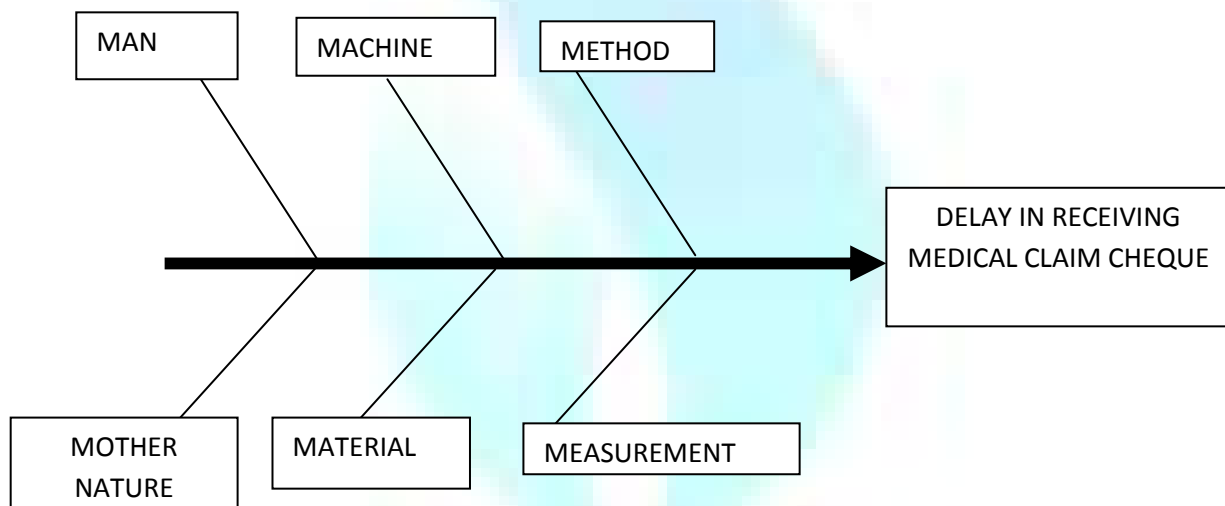 MAN
MACHINE
METHOD
DELAY IN RECEIVING
MEDICAL CLAIM CHEQUE
MOTHER
NATURE
MATERIAL
MEASUREMENT